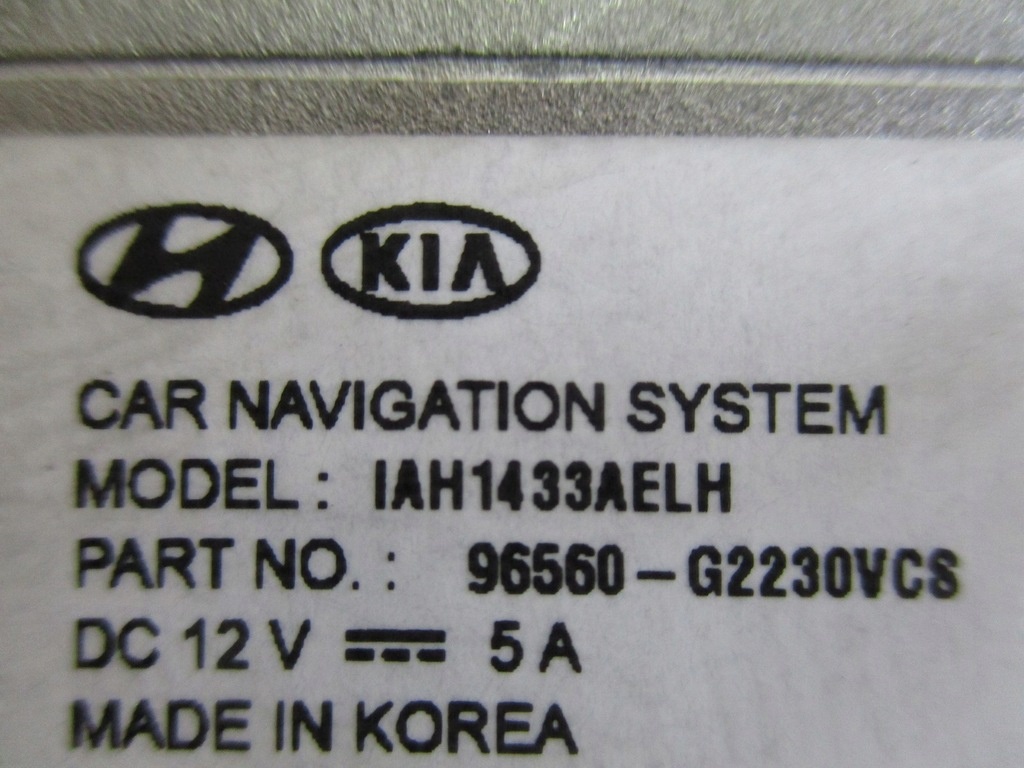 KIA
CAR NAVIGATION SYSTEM
MODEL : IAH1433AELH
PART NO. : 96560-G2230VCS
DC 12 V 5 A
MADE IN KOREA